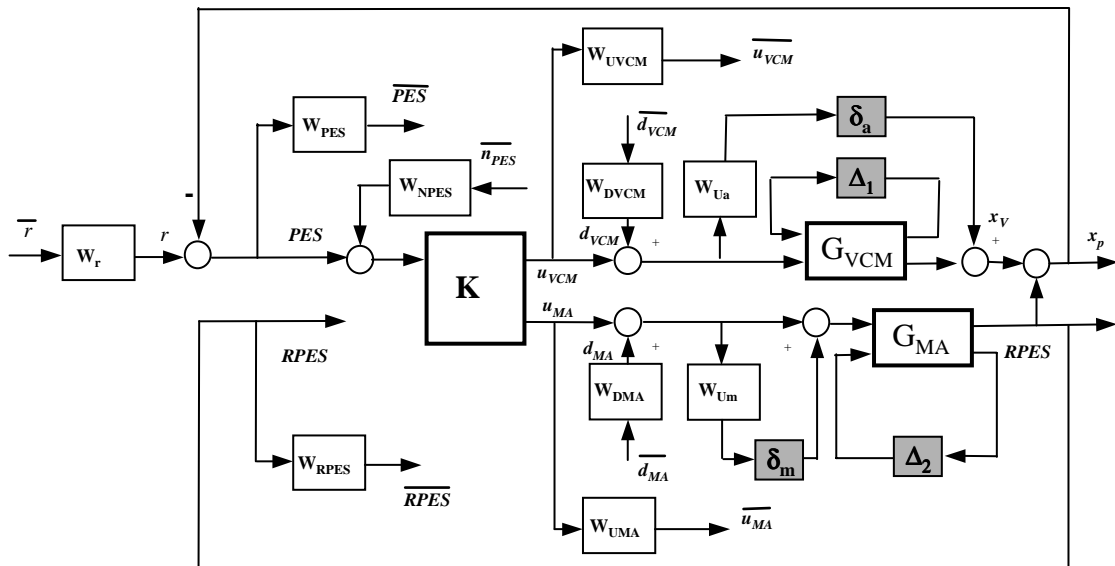 W_UVCM
u_VCM
PES
W_PES
d_VCM
δ_a
n_PES
W_NPES
W_DVCM
W_Ua
Δ_1
-
r
W_r
r
PES
d_VCM
+
x_V
+
x_p
G_VCM
K
u_VCM
u_MA
RPES
d_MA
+
+
G_MA
RPES
W_DMA
W_Um
W_RPES
d_MA
δ_m
Δ_2
RPES
W_UMA
u_MA